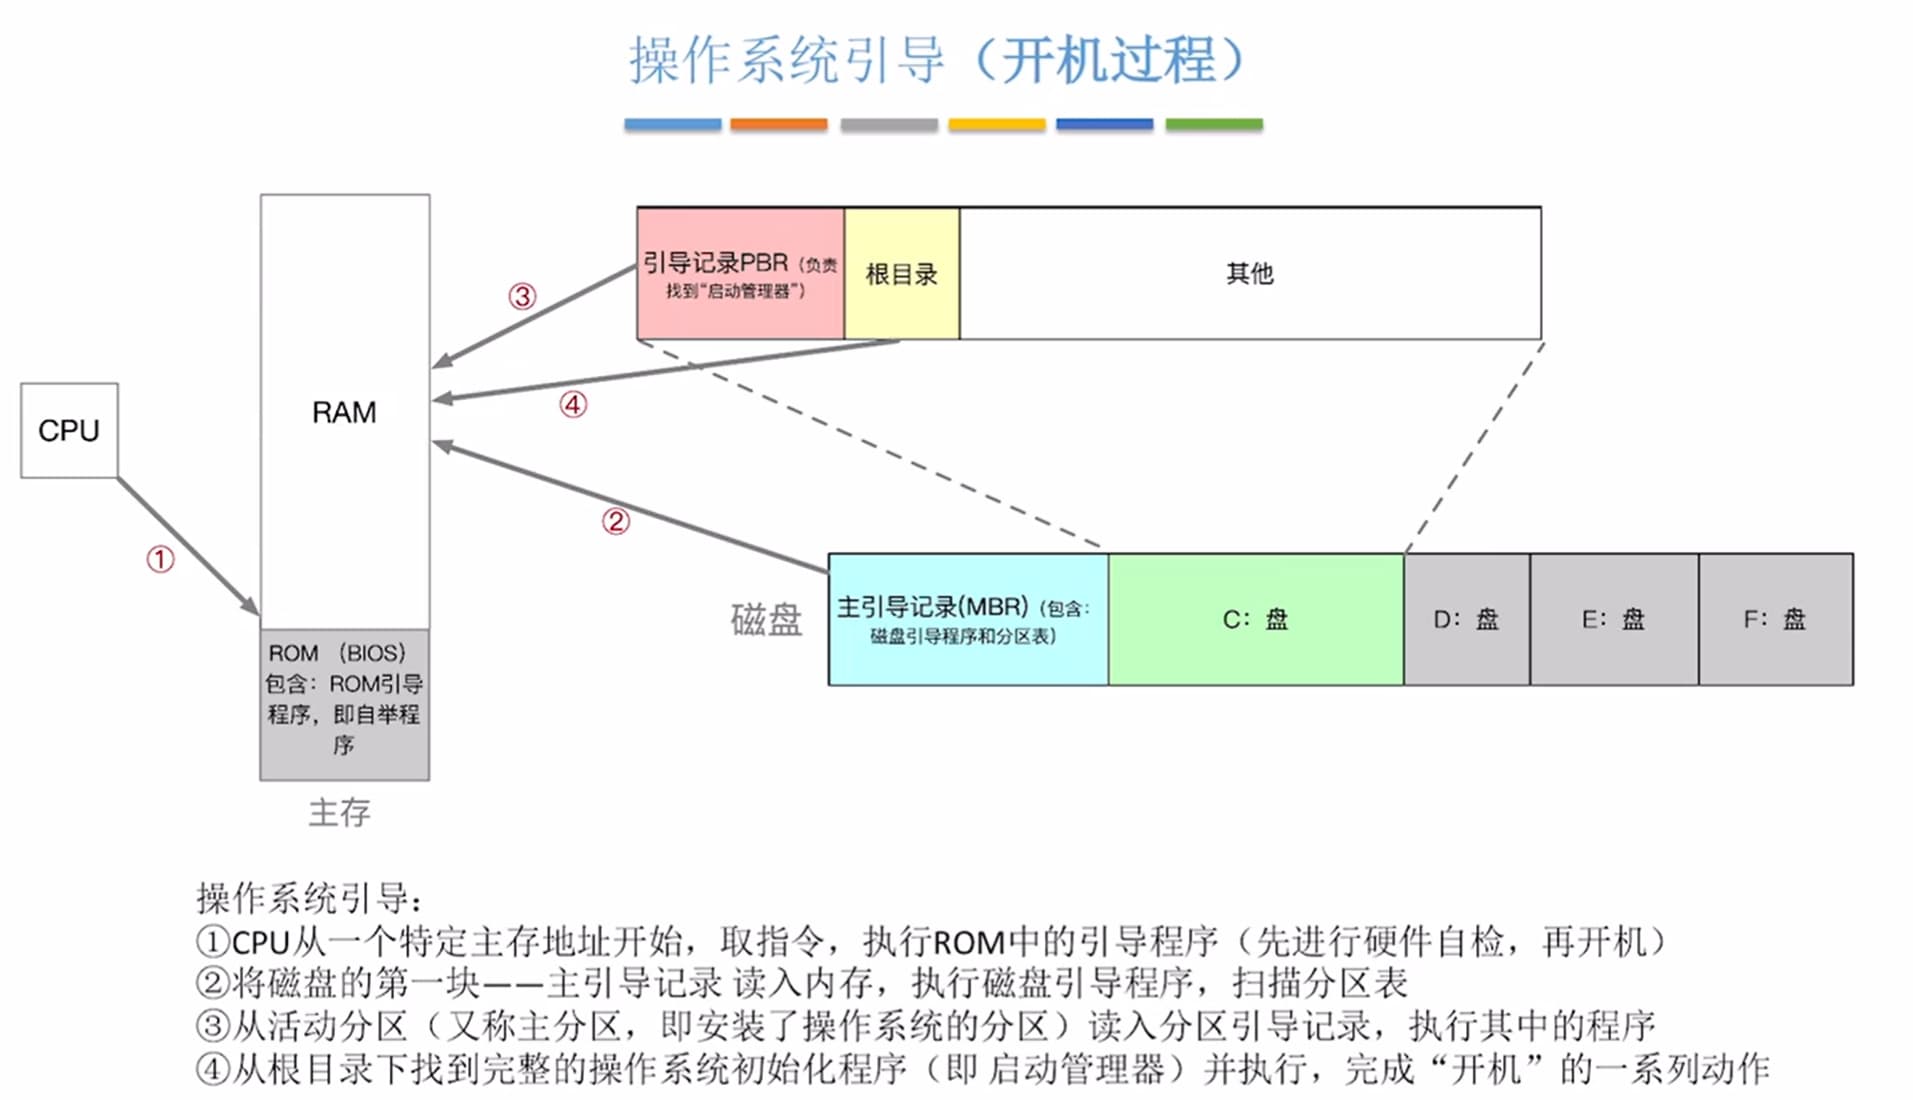 操作系统引导（开机过程）
引导记录PBR（负责
找到“启动管理器”）
根目录
其他
③
④
RAM
CPU
②
①
主引导记录(MBR)（包含：
磁盘引导程序和分区表）
磁盘
C：盘
D：盘
E：盘
F：盘
ROM （BIOS）
包含：ROM引导
程序，即自举程
序
主存
操作系统引导：
①CPU从一个特定主存地址开始，取指令，执行ROM中的引导程序（先进行硬件自检，再开机）
②将磁盘的第一块——主引导记录 读入内存，执行磁盘引导程序，扫描分区表
③从活动分区（又称主分区，即安装了操作系统的分区）读入分区引导记录，执行其中的程序
④从根目录下找到完整的操作系统初始化程序（即 启动管理器）并执行，完成“开机”的一系列动作